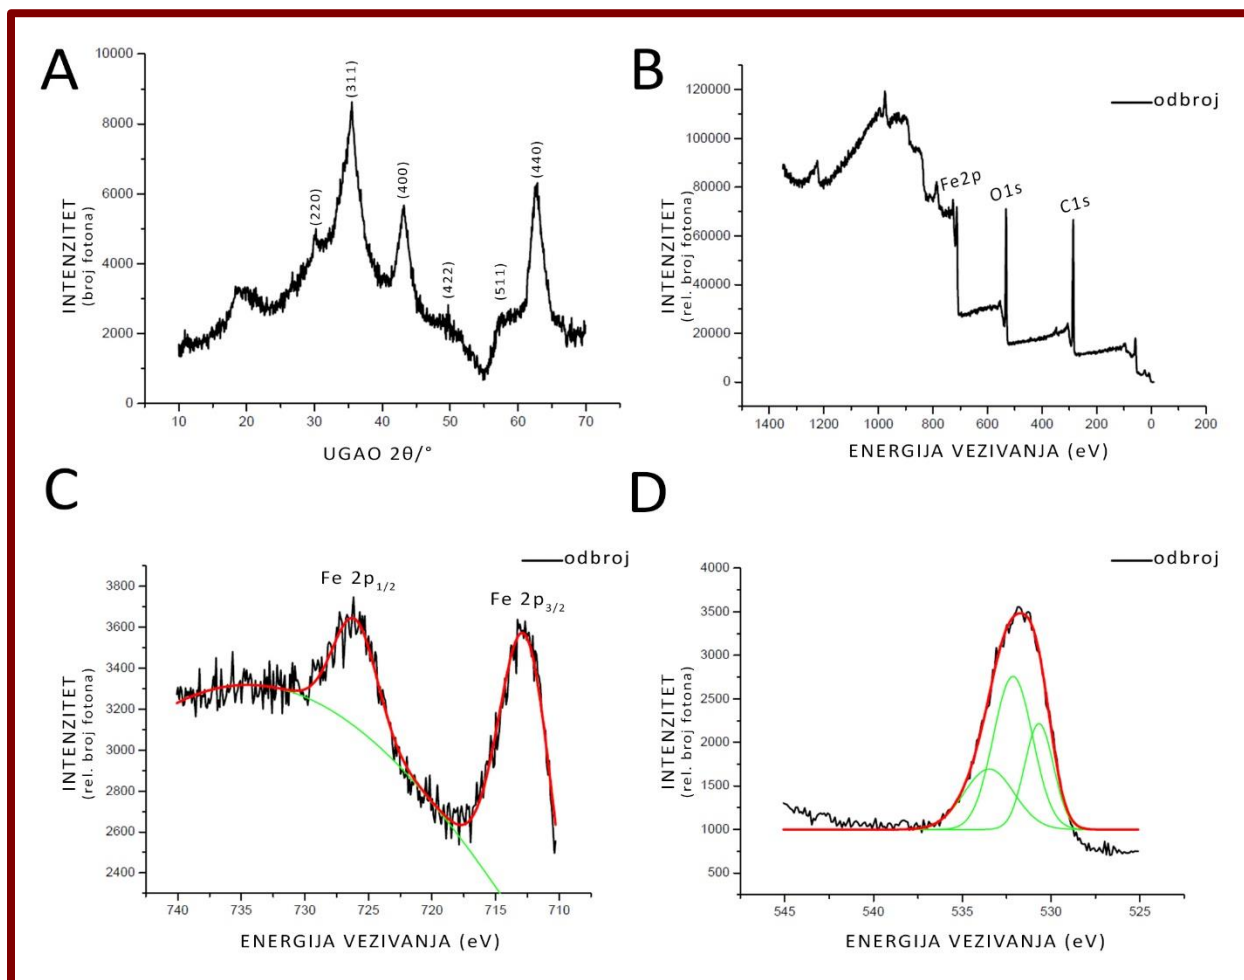 A
INTENZITET
(broj fotona)
10000
8000
6000
4000
2000
0
(220)
(311)
(400)
(422)
(511)
(440)
10 20 30 40 50 60 70
UGAO 2θ/°
B
INTENZITET
(rel. broj fotona)
120000
100000
80000
60000
40000
20000
0
odbroj
Fe2p
O1s
C1s
1400 1200 1000 800 600 400 200 0 200
ENERGIJA VEZIVANJA (eV)
C
INTENZITET
(rel. broj fotona)
3800
3600
3400
3200
3000
2800
2600
2400
odbroj
Fe 2p1/2
Fe 2p3/2
740 735 730 725 720 715 710
ENERGIJA VEZIVANJA (eV)
D
INTENZITET
(rel. broj fotona)
4000
3500
3000
2500
2000
1500
1000
500
odbroj
545 540 535 530 525
ENERGIJA VEZIVANJA (eV)